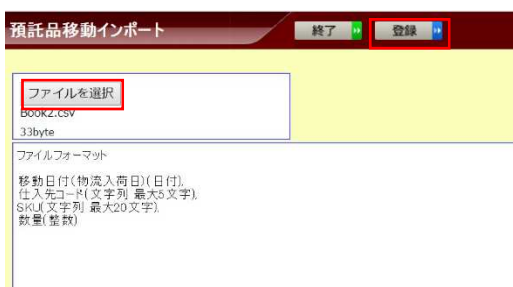 預託品移動インポート
終了
登録
ファイルを選択
Book2.csv
33byte
ファイルフォーマット
移動日付(物流入荷日)(日付),
仕入先コード(文字列 最大5文字),
SKU(文字列 最大20文字),
数量(整数)